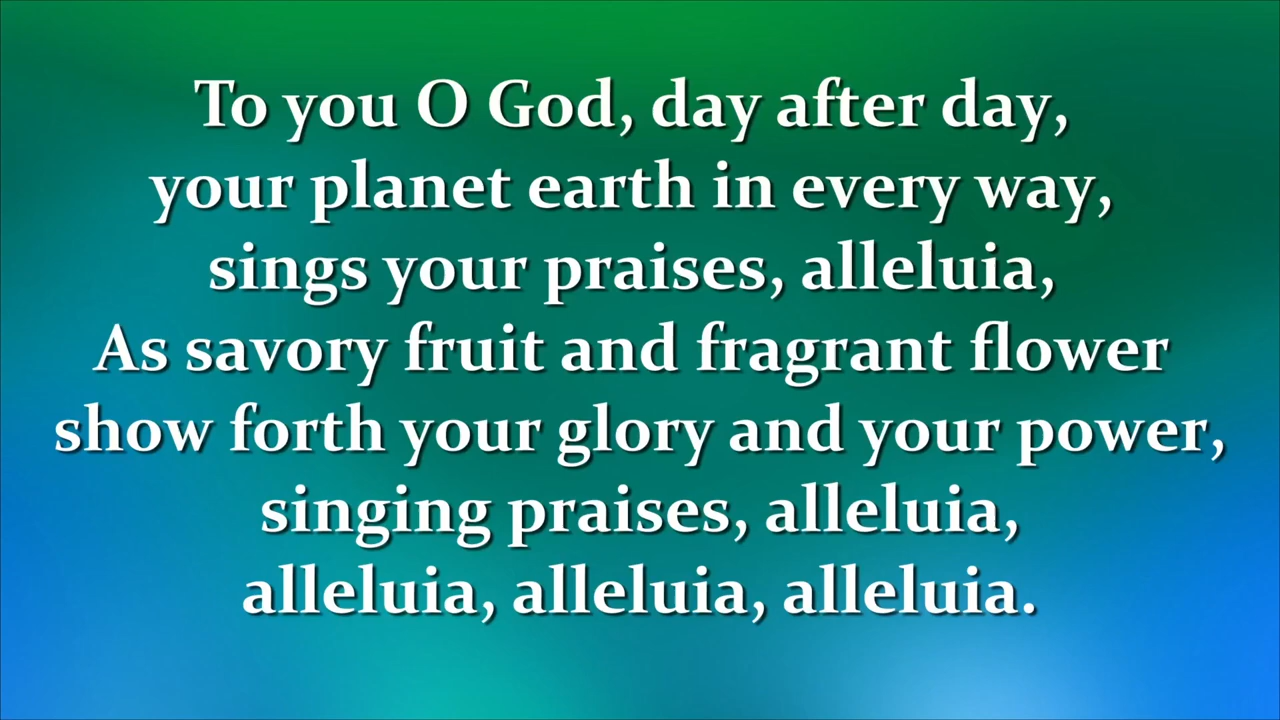 To you O God, day after day,
your planet earth in every way,
sings your praises, alleluia,
As savory fruit and fragrant flower
show forth your glory and your power,
singing praises, alleluia,
alleluia, alleluia, alleluia.